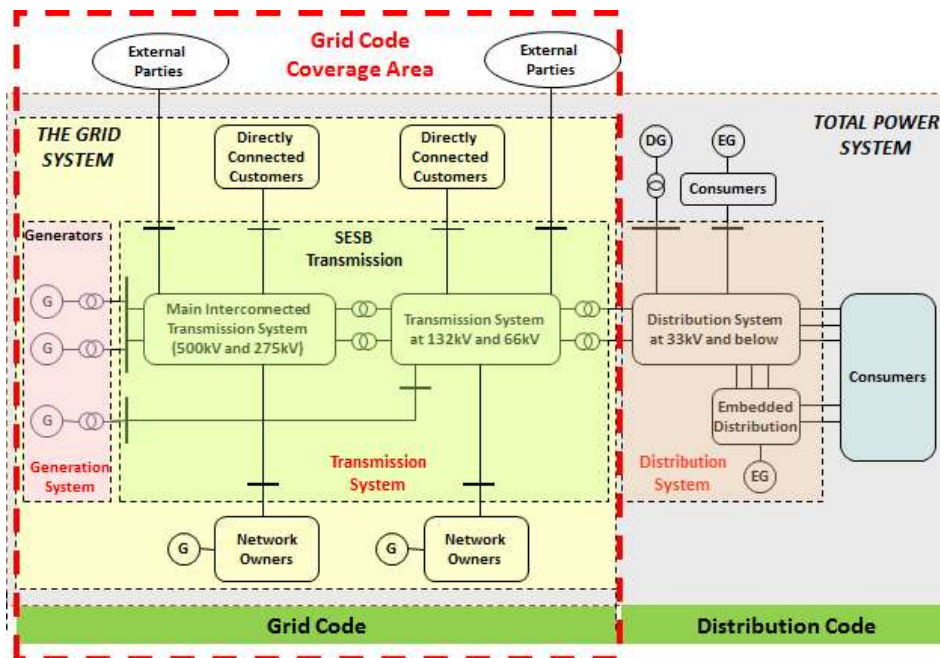 External
Parties
Grid Code
Coverage Area
External
Parties
THE GRID
SYSTEM
Directly
Connected
Customers
Directly
Connected
Customers
DG
EG
Consumers
TOTAL POWER
SYSTEM
Generators
SESB
Transmission
G
G
G
Main Interconnected
Transmission System
(500kV and 275kV)
Transmission System
at 132kV and 66kV
Distribution System
at 33kV and below
Consumers
Embedded
Distribution
EG
Generation
System
Transmission
System
Distribution
System
G
Network
Owners
G
Network
Owners
Grid Code
Distribution Code